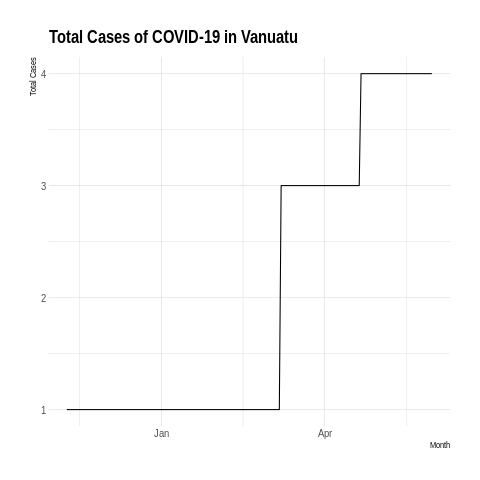 Total Cases of COVID-19 in Vanuatu
Total Cases
4
3
2
1
Jan
Apr
Month